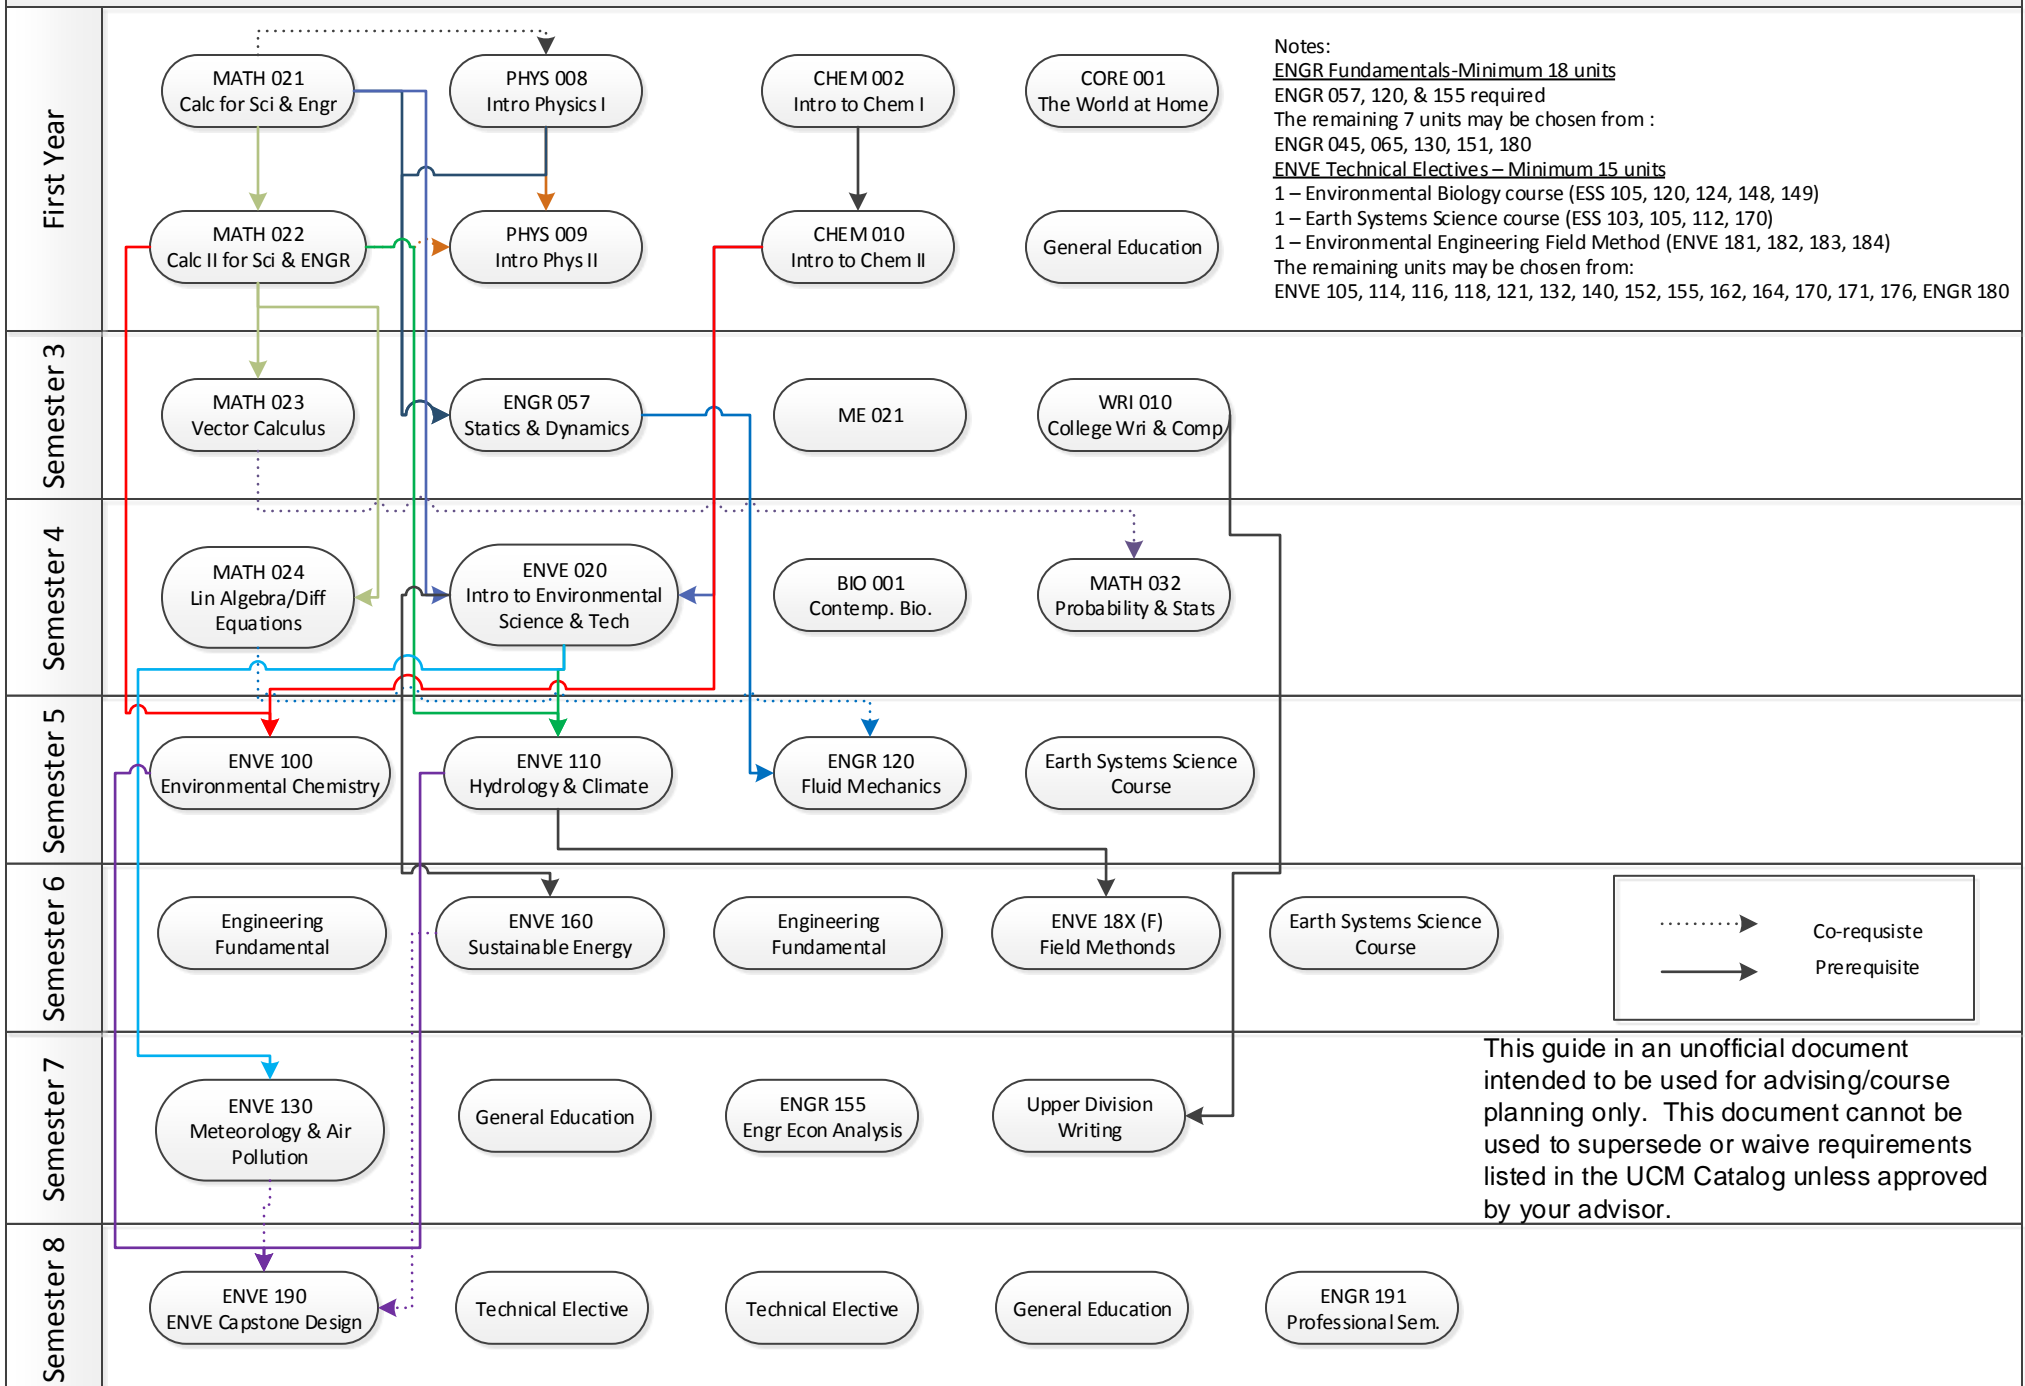 First Year
MATH 021
Calc for Sci & Engr
PHYS 008
Intro Physics I
CHEM 002
Intro to Chem I
CORE 001
The World at Home
MATH 022
Calc II for Sci & ENGR
PHYS 009
Intro Phys II
CHEM 010
Intro to Chem II
General Education
Notes:
ENGR Fundamentals-Minimum 18 units
ENGR 057, 120, & 155 required
The remaining 7 units may be chosen from :
ENGR 045, 065, 130, 151, 180
ENVE Technical Electives – Minimum 15 units
1 – Environmental Biology course (ESS 105, 120, 124, 148, 149)
1 – Earth Systems Science course (ESS 103, 105, 112, 170)
1 – Environmental Engineering Field Method (ENVE 181, 182, 183, 184)
The remaining units may be chosen from:
ENVE 105, 114, 116, 118, 121, 132, 140, 152, 155, 162, 164, 170, 171, 176, ENGR 180
Semester 3
MATH 023
Vector Calculus
ENGR 057
Statics & Dynamics
ME 021
WRI 010
College Wri & Comp
Semester 4
MATH 024
Lin Algebra/Diff
Equations
ENVE 020
Intro to Environmental
Science & Tech
BIO 001
Contemp. Bio.
MATH 032
Probability & Stats
Semester 5
ENVE 100
Environmental Chemistry
ENVE 110
Hydrology & Climate
ENGR 120
Fluid Mechanics
Earth Systems Science
Course
Semester 6
Engineering
Fundamental
ENVE 160
Sustainable Energy
Engineering
Fundamental
ENVE 18X (F)
Field Methonds
Earth Systems Science
Course
Co-requsiste
Prerequisite
Semester 7
ENVE 130
Meteorology & Air
Pollution
General Education
ENGR 155
Engr Econ Analysis
Upper Division
Writing
This guide in an unofficial document
intended to be used for advising/course
planning only.  This document cannot be
used to supersede or waive requirements
listed in the UCM Catalog unless approved
by your advisor.
Semester 8
ENVE 190
ENVE Capstone Design
Technical Elective
Technical Elective
General Education
ENGR 191
Professional Sem.